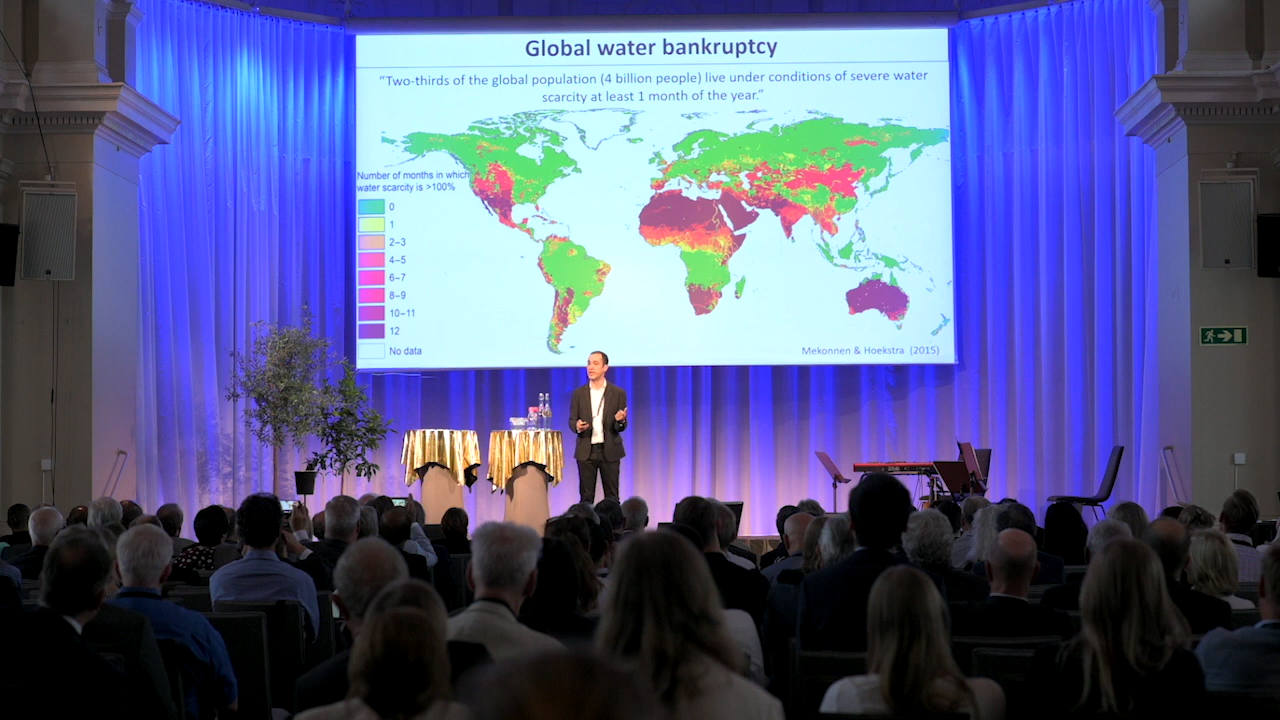 Global water bankruptcy
“Two-thirds of the global population (4 billion people) live under conditions of severe water
scarcity at least 1 month of the year.”
Number of months in which
water scarcity is >100%
0
1
2–3
4–5
6–7
8–9
10–11
12
No data
Mekonnen & Hoekstra (2015)